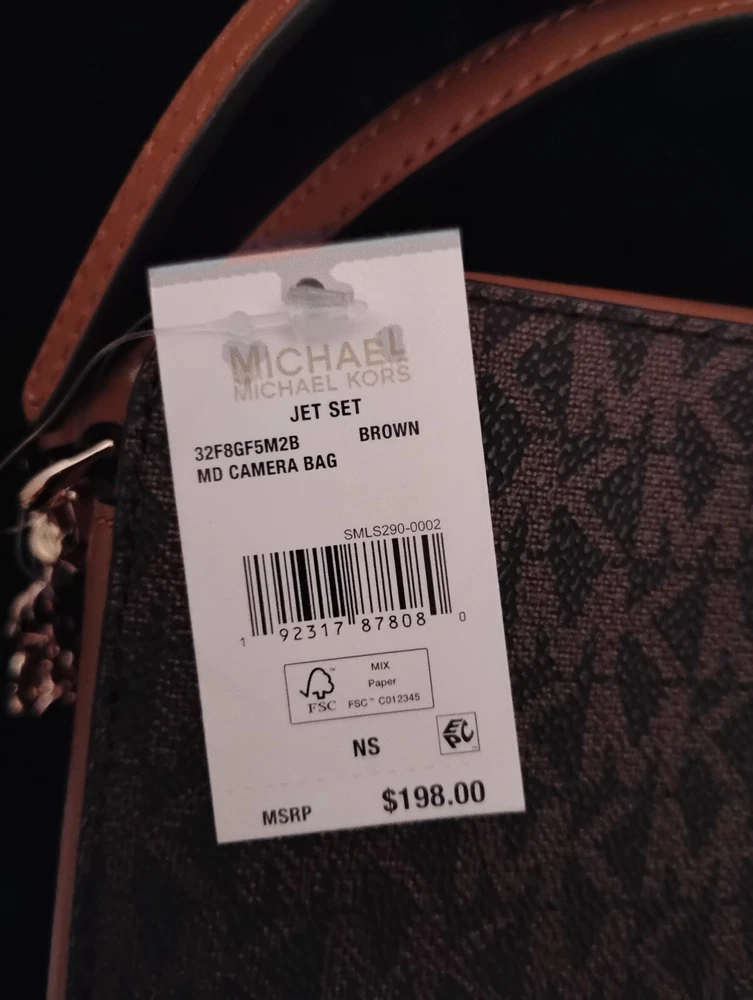 MICHAEL
MICHAEL KORS
JET SET
32F8GF5M2B BROWN
MD CAMERA BAG
SMLS290-0002
1 92317 87808 0
MIX
Paper
FSC™ C012345
FSC
NS
EPC
MSRP $198.00